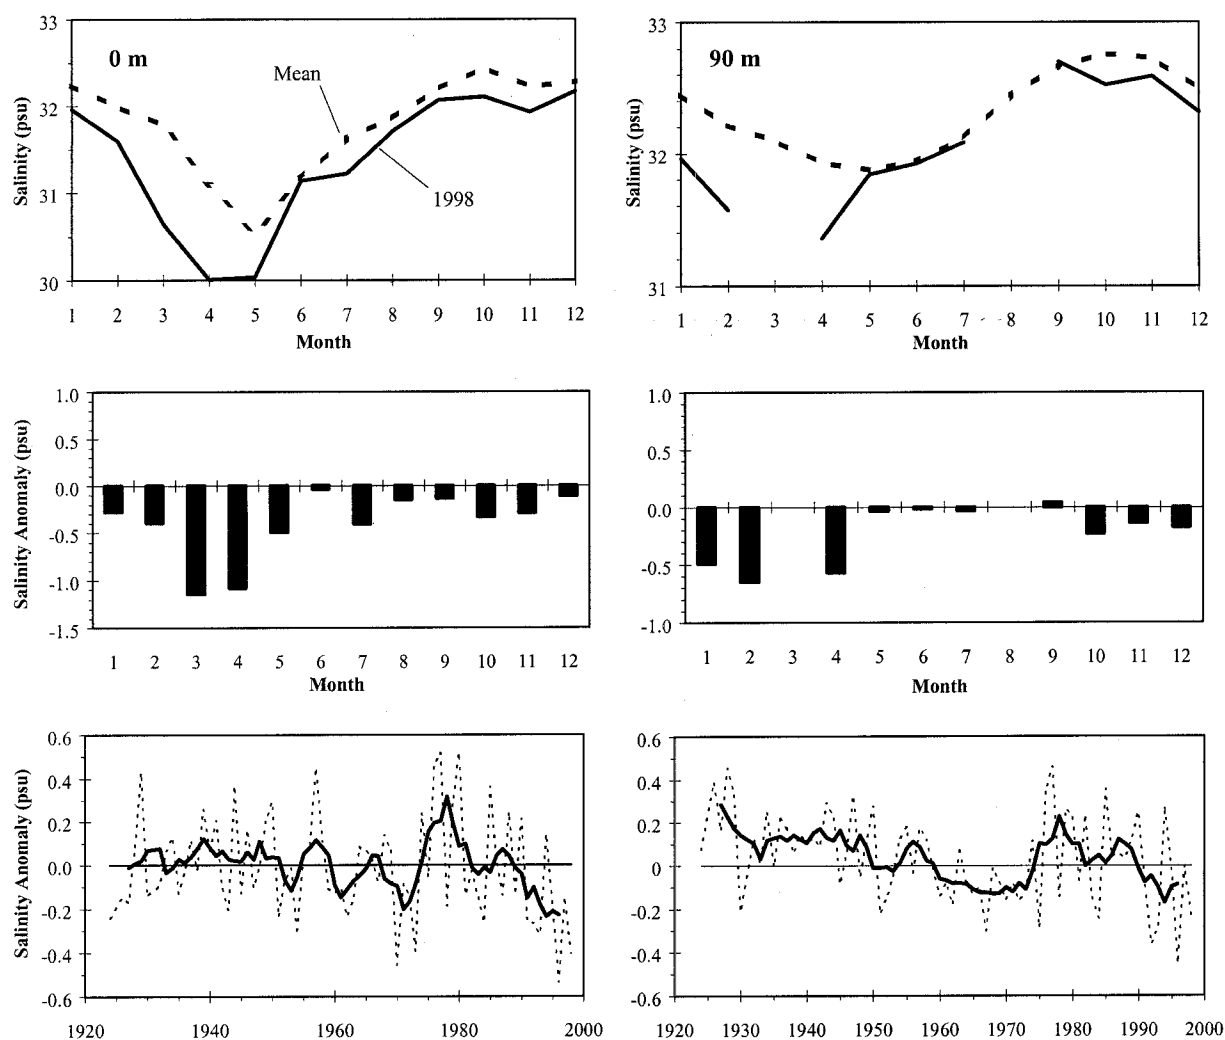 33
0 m
Mean
32
Salinity (psu)
31
1998
30
1 2 3 4 5 6 7 8 9 10 11 12
Month
33
90 m
Salinity (psu)
32
31
1 2 3 4 5 6 7 8 9 10 11 12
Month
1.0
0.5
0.0
-0.5
-1.0
-1.5
Salinity Anomaly (psu)
1 2 3 4 5 6 7 8 9 10 11 12
Month
1.0
0.5
0.0
-0.5
-1.0
1 2 3 4 5 6 7 8 9 10 11 12
Month
0.6
0.4
0.2
0.0
-0.2
-0.4
-0.6
Salinity Anomaly (psu)
1920 1940 1960 1980 2000
0.6
0.4
0.2
0.0
-0.2
-0.4
-0.6
1920 1930 1940 1950 1960 1970 1980 1990 2000